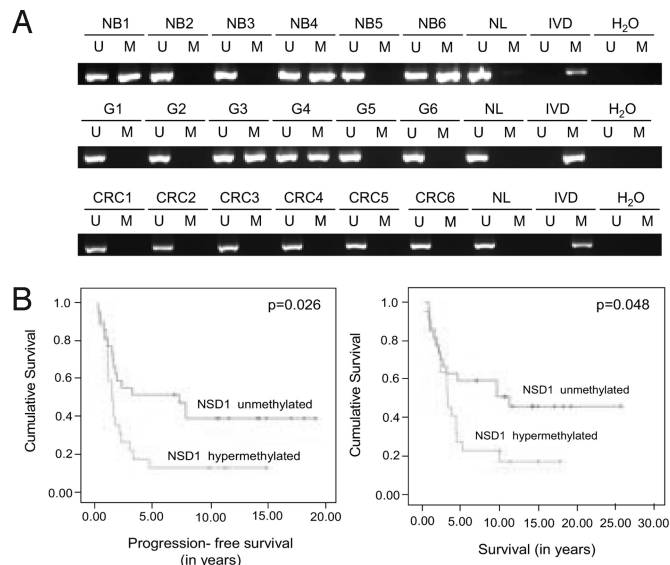 A
NB1 NB2 NB3 NB4 NB5 NB6 NL IVD H2O
U M U M U M U M U M U M U M U M U M
G1 G2 G3 G4 G5 G6 NL IVD H2O
U M U M U M U M U M U M U M U M U M
CRC1 CRC2 CRC3 CRC4 CRC5 CRC6 NL IVD H2O
U M U M U M U M U M U M U M U M U M
B
p=0.026
Cumulative Survival
1.0
0.8
0.6
0.4
0.2
0.00
NSD1 unmethylated
NSD1 hypermethylated
0.00 5.00 10.00 15.00 20.00
Progression- free survival
(in years)
p=0.048
Cumulative Survival
1.0
0.8
0.6
0.4
0.2
0.00
NSD1 unmethylated
NSD1 hypermethylated
0.00 5.00 10.00 15.00 20.00 25.00 30.00
Survival (in years)